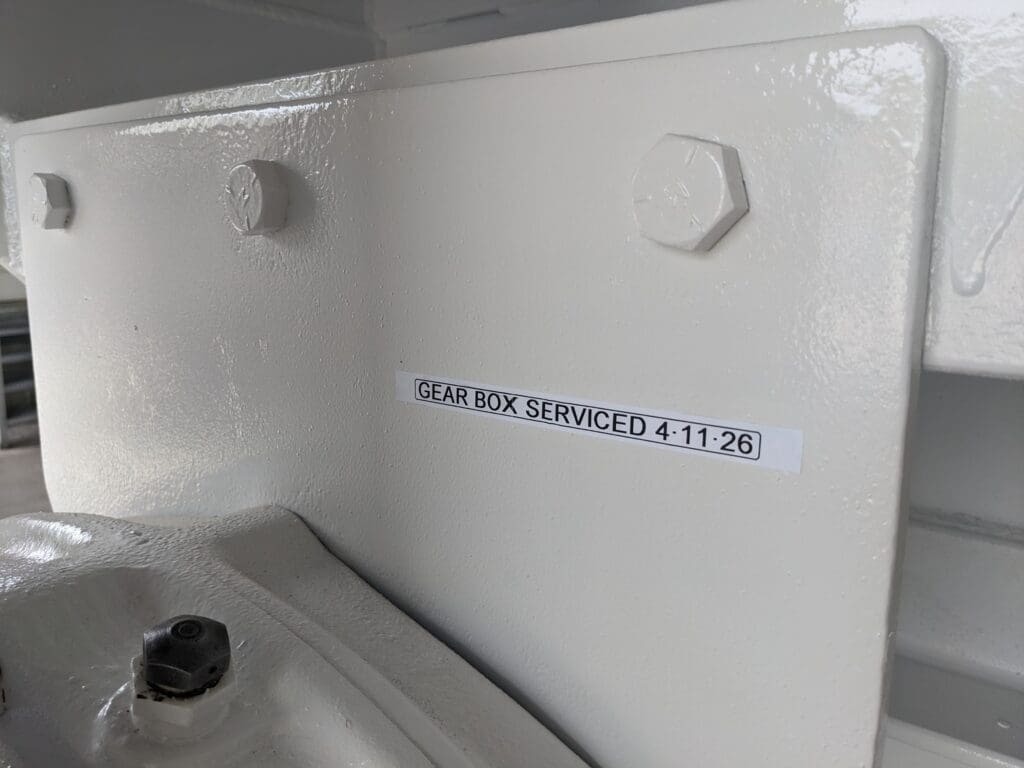 GEAR BOX SERVICED 4·11·26